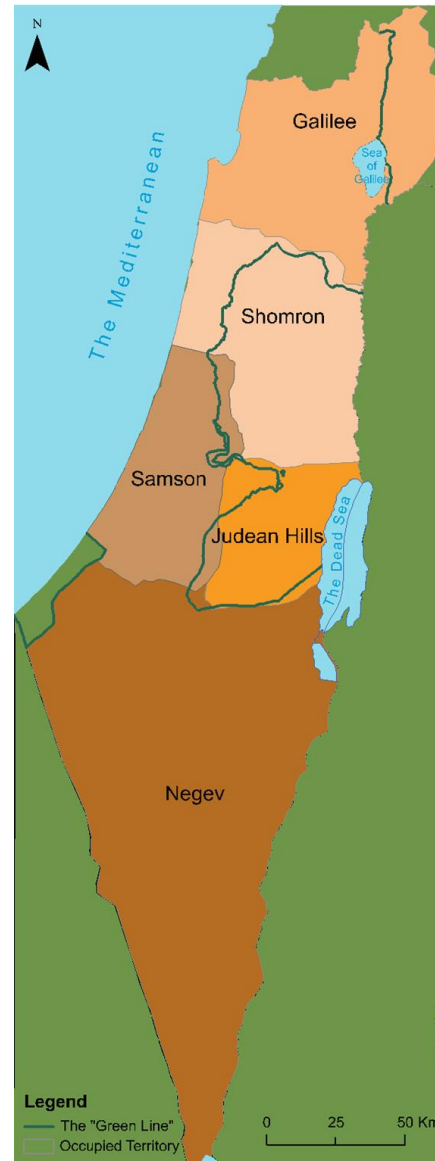 N
Galilee
Sea
of
Galilee
The Mediterranean
Shomron
Samson
Judean Hills
The Dead Sea
Negev
Legend
The "Green Line"
Occupied Territory
0 25 50 Km